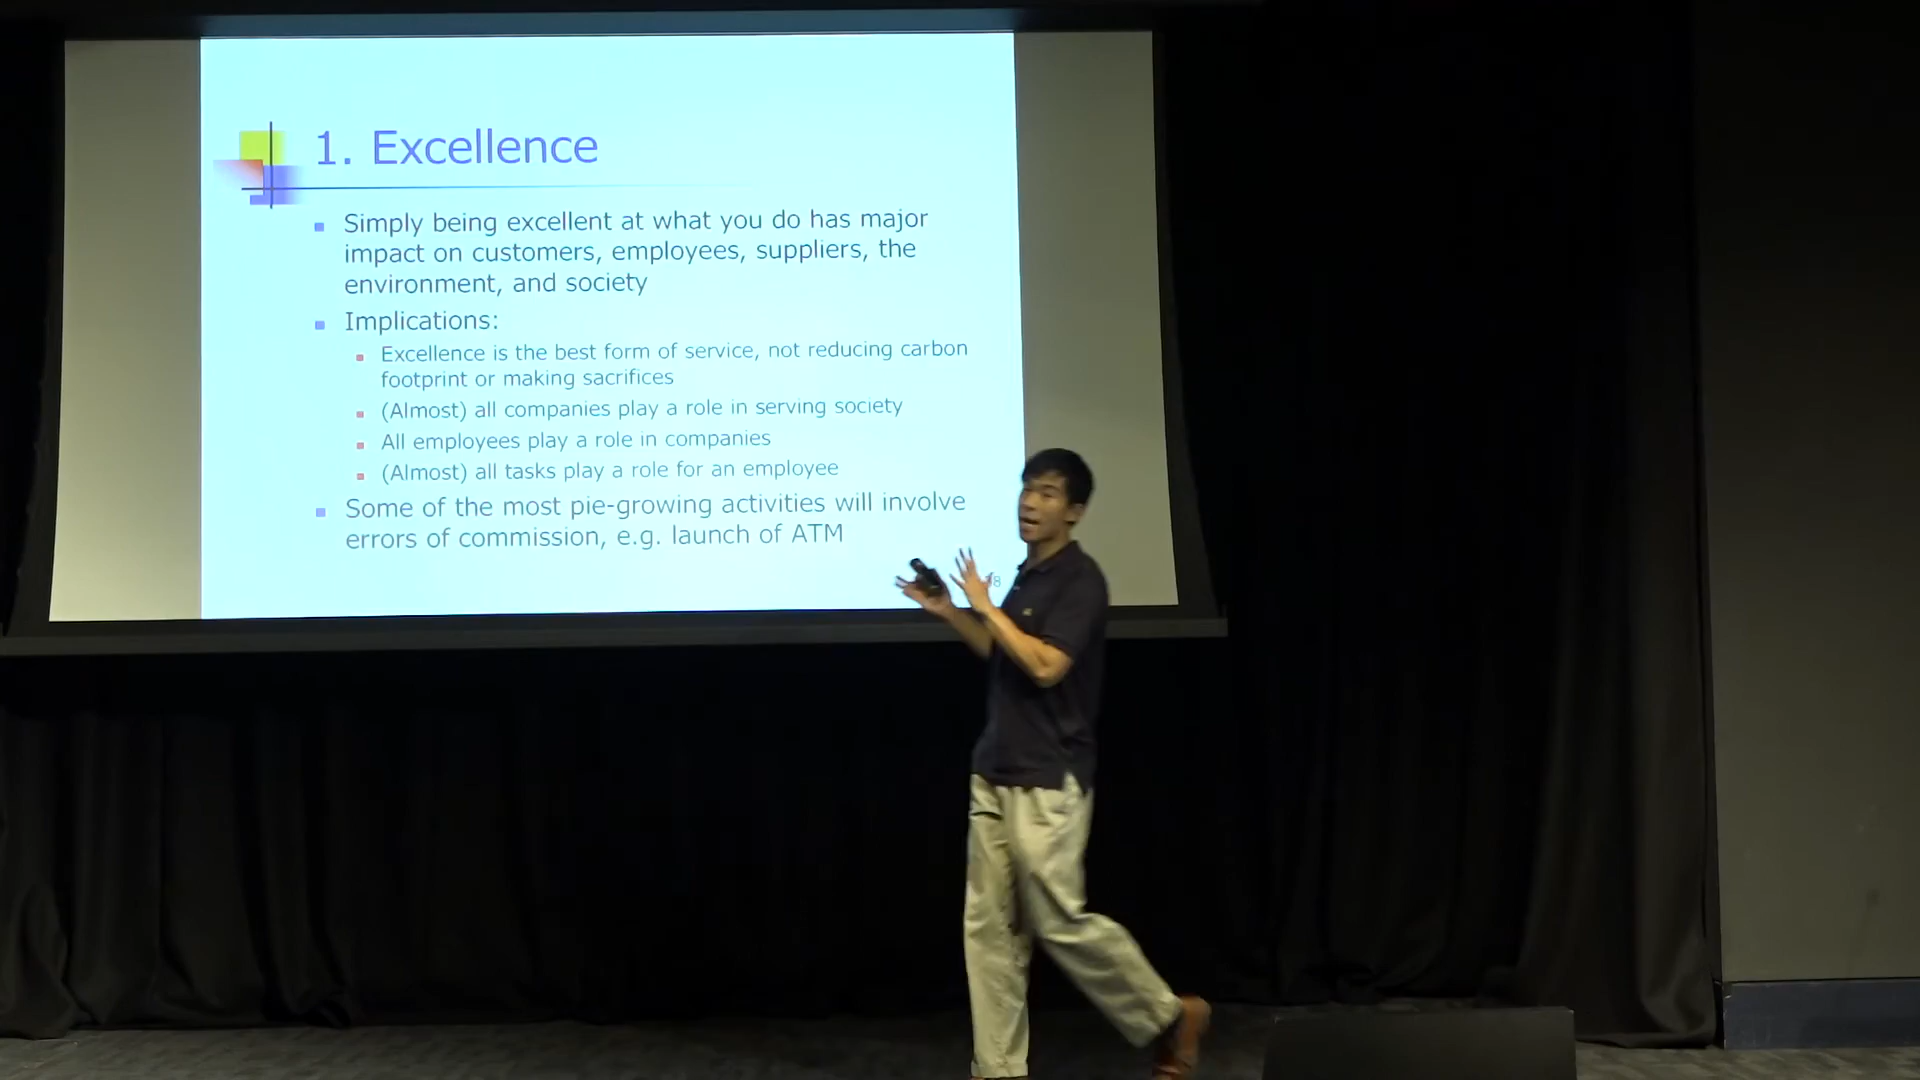 1. Excellence
Simply being excellent at what you do has major
impact on customers, employees, suppliers, the
environment, and society
Implications:
Excellence is the best form of service, not reducing carbon
footprint or making sacrifices
(Almost) all companies play a role in serving society
All employees play a role in companies
(Almost) all tasks play a role for an employee
Some of the most pie-growing activities will involve
errors of commission, e.g. launch of ATM